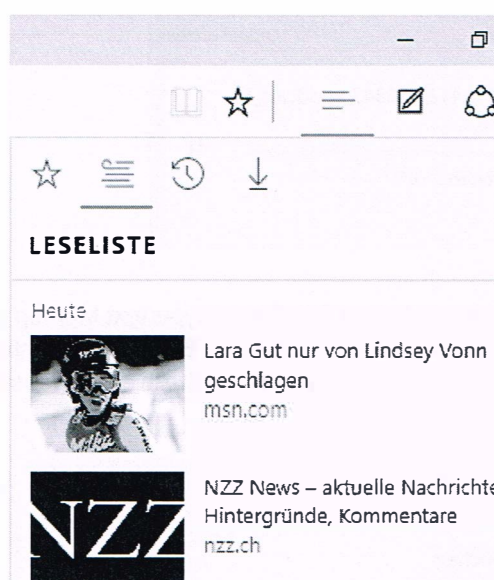 LESELISTE
Heute
Lara Gut nur von Lindsey Vonn
geschlagen
msn.com
NZZ
NZZ News – aktuelle Nachrichte
Hintergründe, Kommentare
nzz.ch